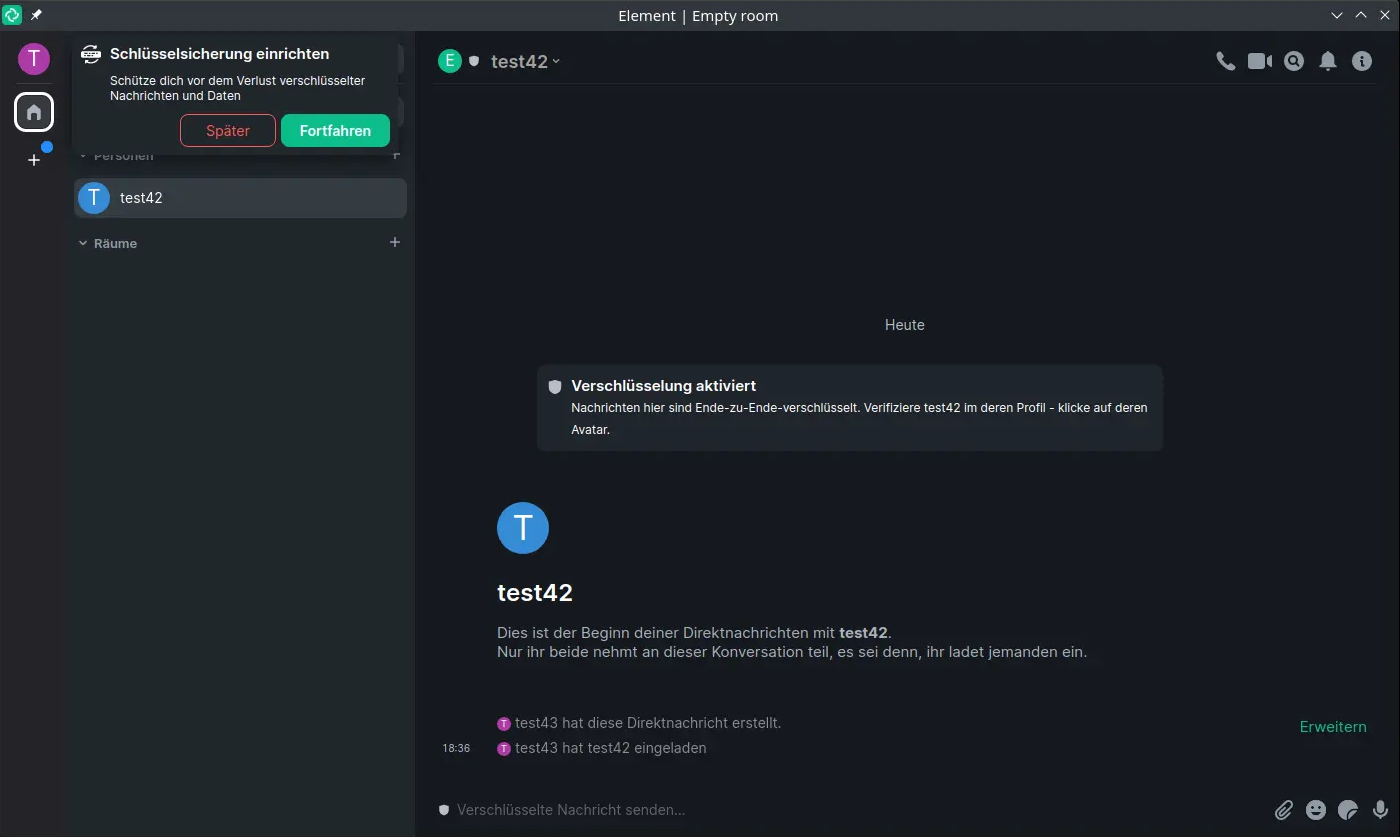 Element | Empty room
T
Schlüsselsicherung einrichten
Schütze dich vor dem Verlust verschlüsselter
Nachrichten und Daten
Später
Fortfahren
Personen
T
test42
Räume
E
test42
Heute
Verschlüsselung aktiviert
Nachrichten hier sind Ende-zu-Ende-verschlüsselt. Verifiziere test42 im deren Profil - klicke auf deren
Avatar.
T
test42
Dies ist der Beginn deiner Direktnachrichten mit test42.
Nur ihr beide nehmt an dieser Konversation teil, es sei denn, ihr ladet jemanden ein.
T test43 hat diese Direktnachricht erstellt.
Erweitern
18:36 T test43 hat test42 eingeladen
Verschlüsselte Nachricht senden...